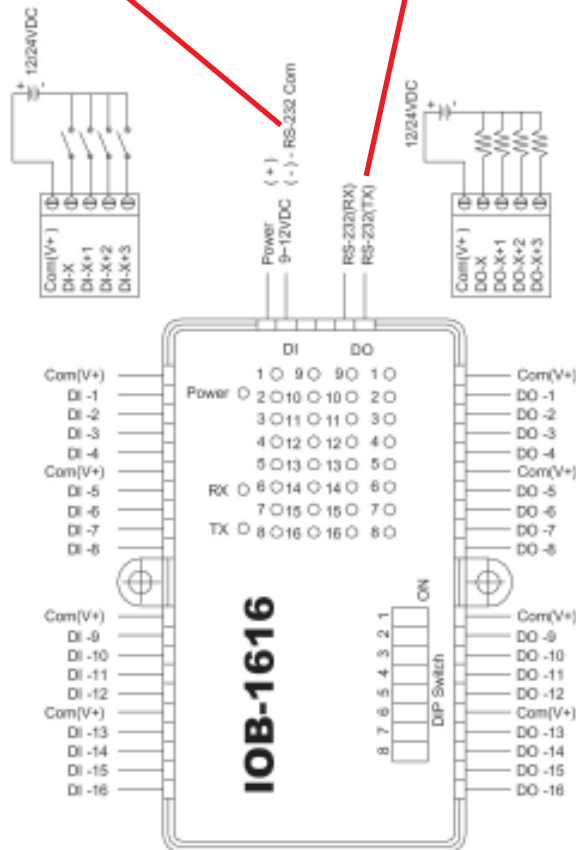 12/24VDC
+ -
Com(V+)
DI-X
DI-X+1
DI-X+2
DI-X+3
Power (+)
9~12VDC (-) - RS-232 Com
RS-232(RX)
RS-232(TX)
12/24VDC
+ -
Com(V+)
DO-X
DO-X+1
DO-X+2
DO-X+3
DI DO
1 9 9 1
Power 2 10 10 2
3 11 11 3
4 12 12 4
5 13 13 5
RX 6 14 14 6
7 15 15 7
TX 8 16 16 8
Com(V+)
DI -1
DI -2
DI -3
DI -4
Com(V+)
DI -5
DI -6
DI -7
DI -8
Com(V+)
DI -9
DI -10
DI -11
DI -12
Com(V+)
DI -13
DI -14
DI -15
DI -16
IOB-1616
ON
1 2 3 4 5 6 7 8
DIP Switch
Com(V+)
DO -1
DO -2
DO -3
DO -4
Com(V+)
DO -5
DO -6
DO -7
DO -8
Com(V+)
DO -9
DO -10
DO -11
DO -12
Com(V+)
DO -13
DO -14
DO -15
DO -16